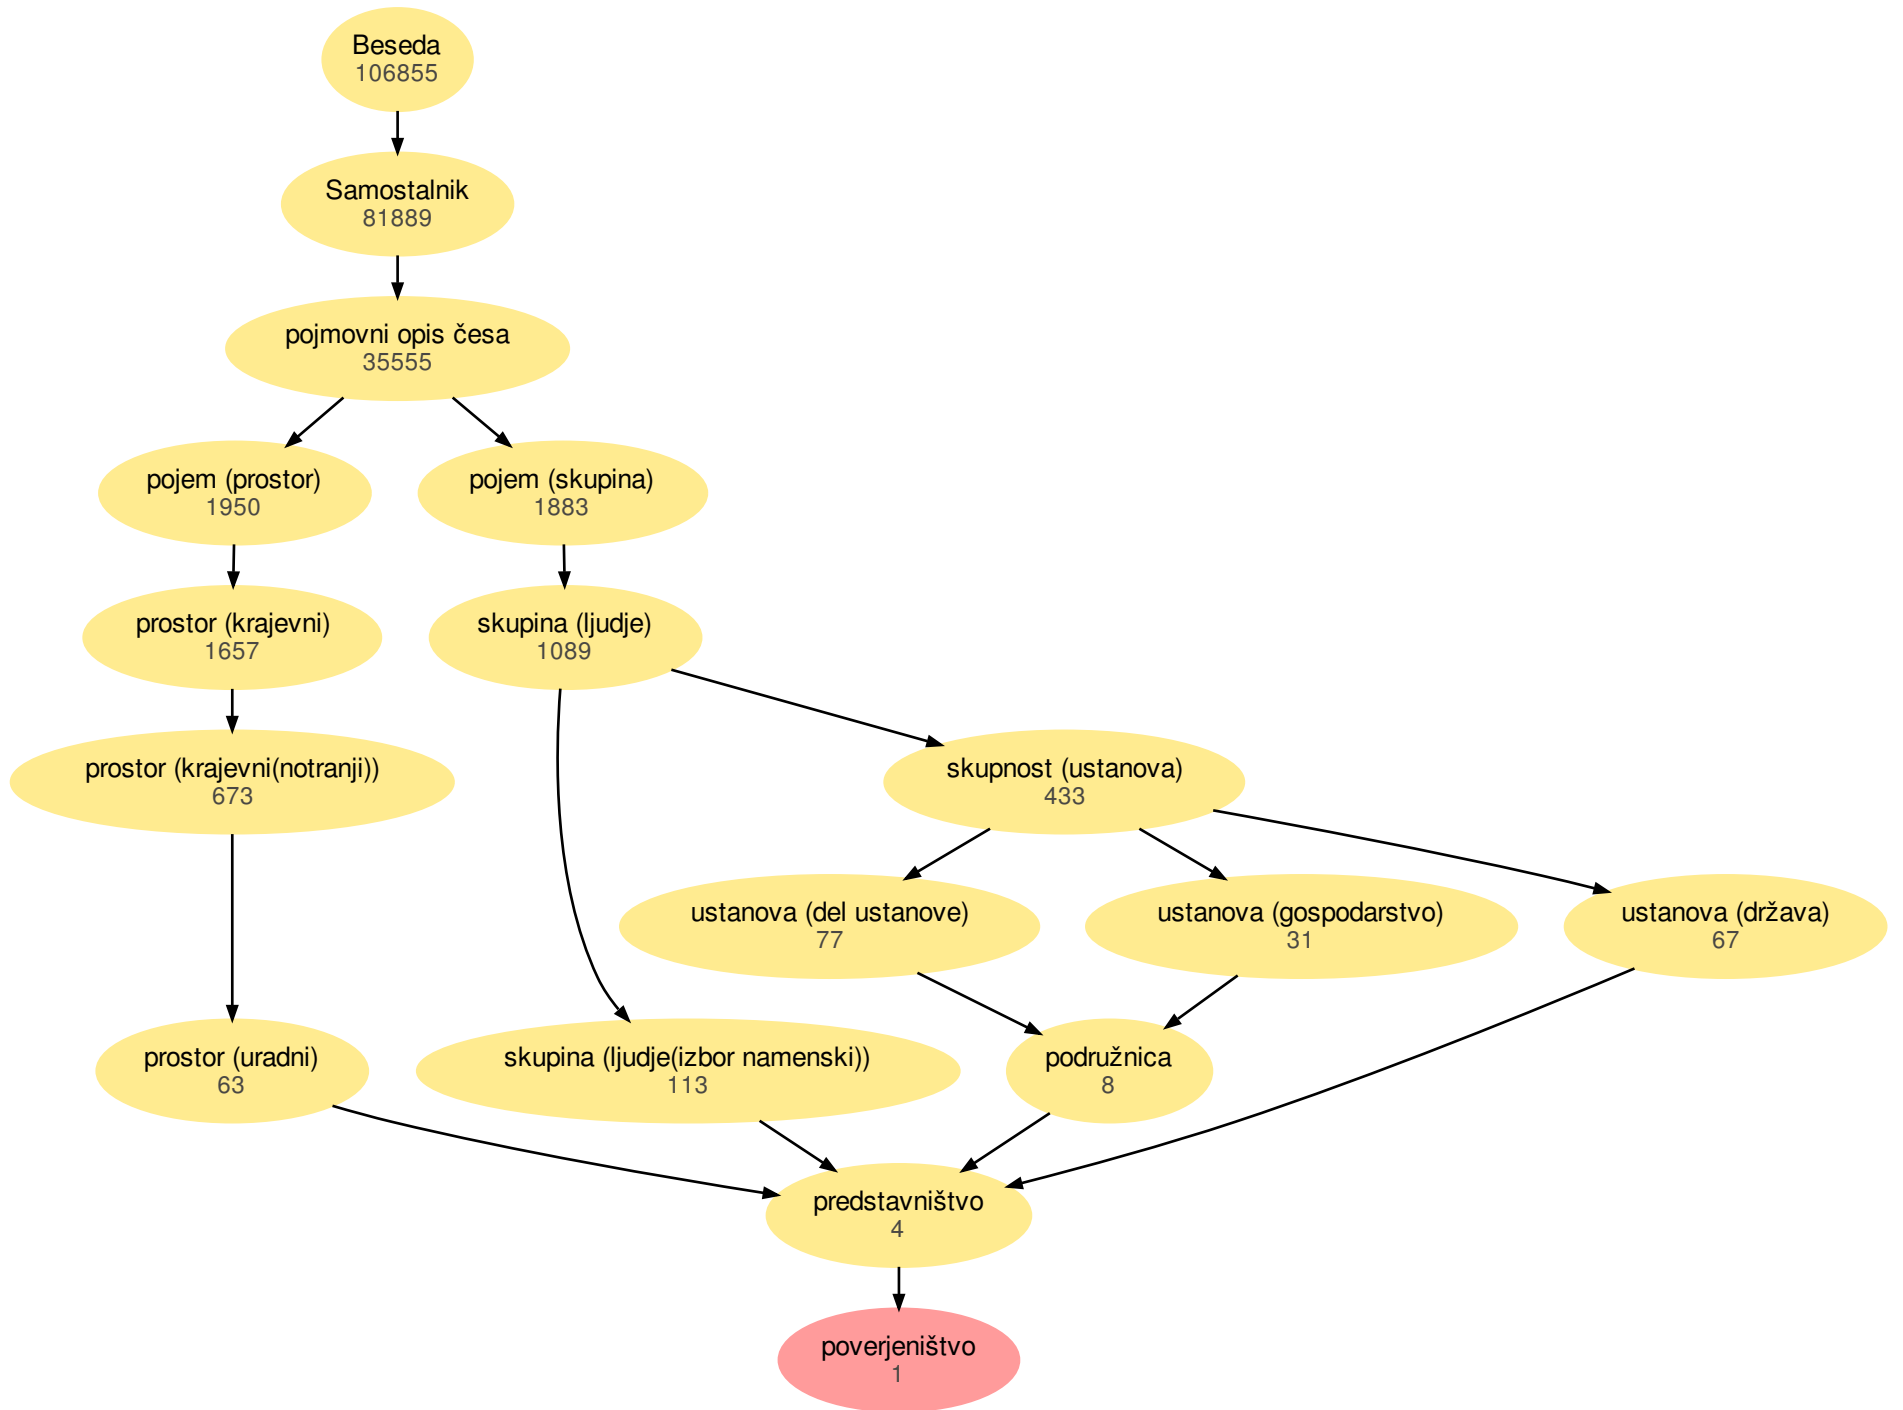 Beseda
106855
Samostalnik
81889
pojmovni opis česa
35555
pojem (prostor)
1950
pojem (skupina)
1883
prostor (krajevni)
1657
skupina (ljudje)
1089
prostor (krajevni(notranji))
673
skupnost (ustanova)
433
ustanova (del ustanove)
77
ustanova (gospodarstvo)
31
ustanova (država)
67
prostor (uradni)
63
skupina (ljudje(izbor namenski))
113
podružnica
8
predstavništvo
4
poverjeništvo
1